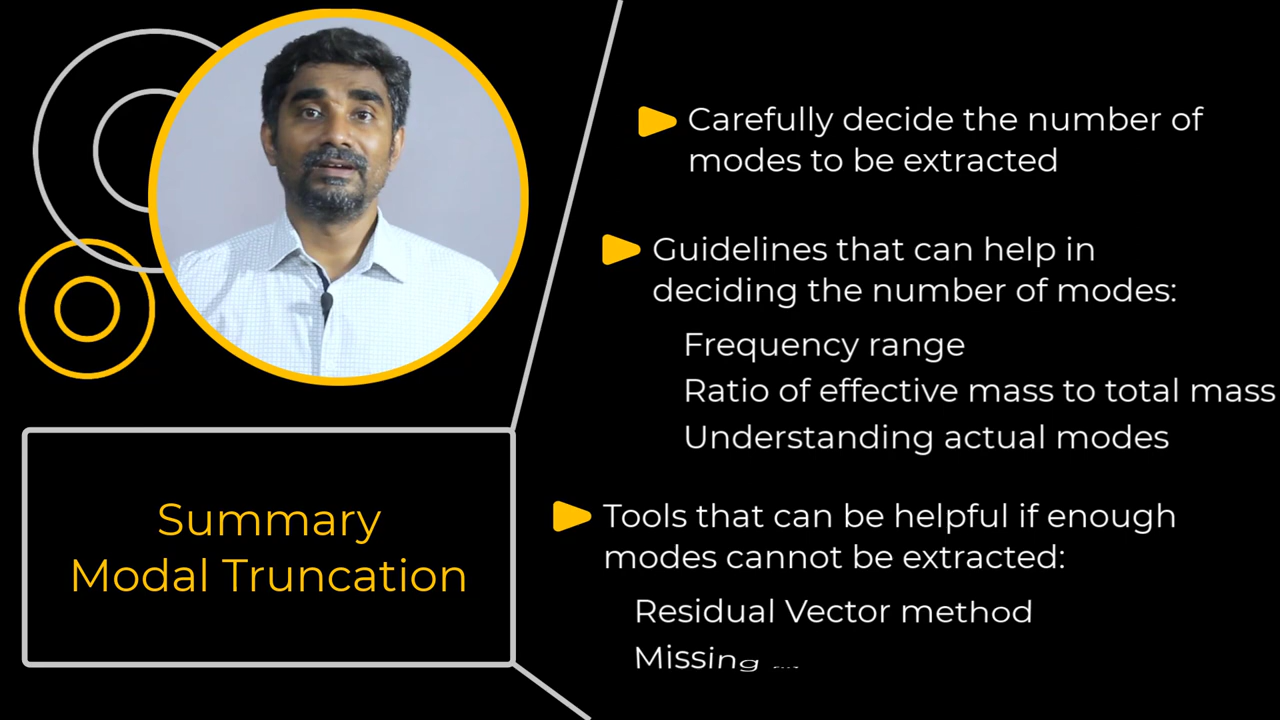 Carefully decide the number of
modes to be extracted
Guidelines that can help in
deciding the number of modes:
Frequency range
Ratio of effective mass to total mass
Understanding actual modes
Summary
Modal Truncation
Tools that can be helpful if enough
modes cannot be extracted:
Residual Vector method
Missing